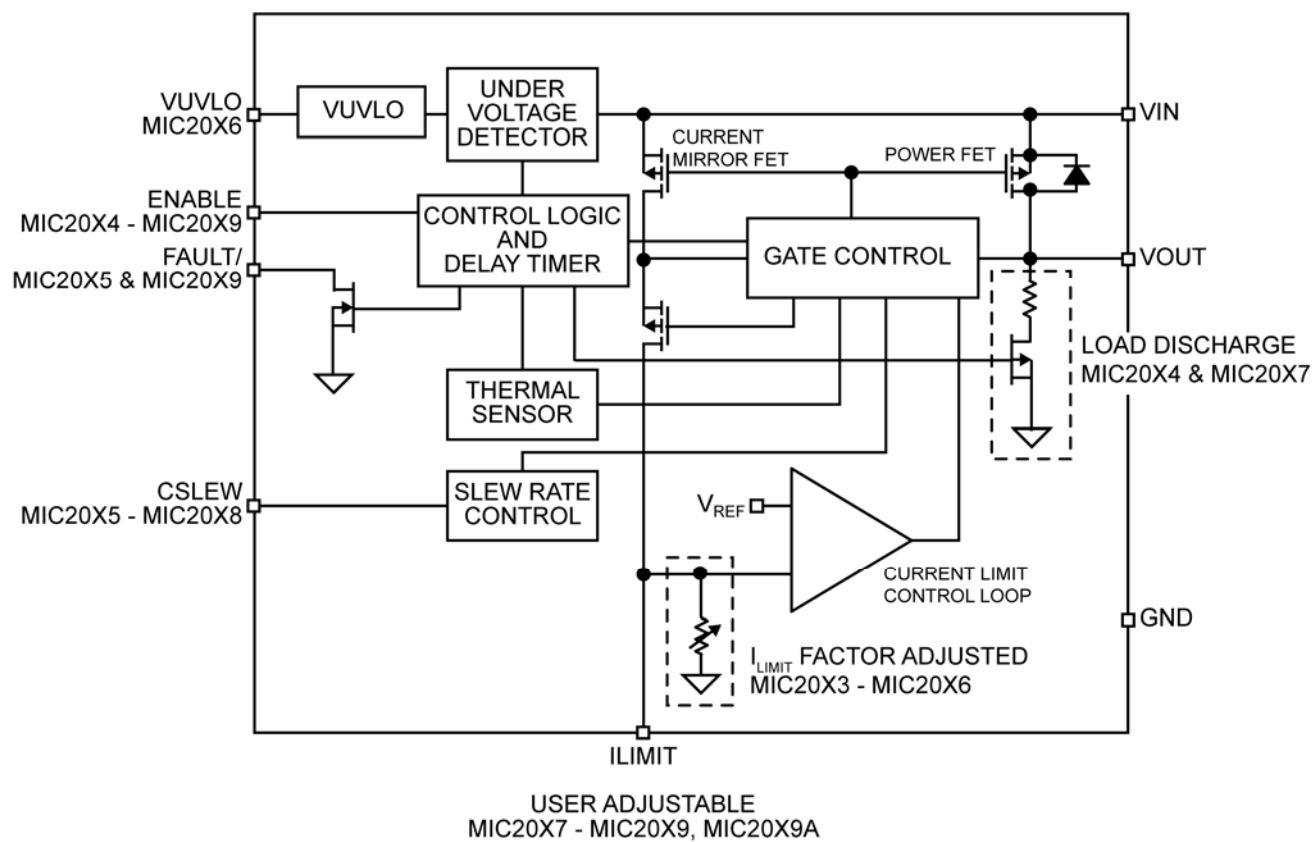 VUVLO
MIC20X6
VUVLO
UNDER
VOLTAGE
DETECTOR
VIN
CURRENT
MIRROR FET
POWER FET
ENABLE
MIC20X4 - MIC20X9
CONTROL LOGIC
AND
DELAY TIMER
GATE CONTROL
FAULT/
MIC20X5 & MIC20X9
VOUT
LOAD DISCHARGE
MIC20X4 & MIC20X7
THERMAL
SENSOR
CSLEW
MIC20X5 - MIC20X8
SLEW RATE
CONTROL
VREF
CURRENT LIMIT
CONTROL LOOP
GND
ILIMIT FACTOR ADJUSTED
MIC20X3 - MIC20X6
ILIMIT
USER ADJUSTABLE
MIC20X7 - MIC20X9, MIC20X9A